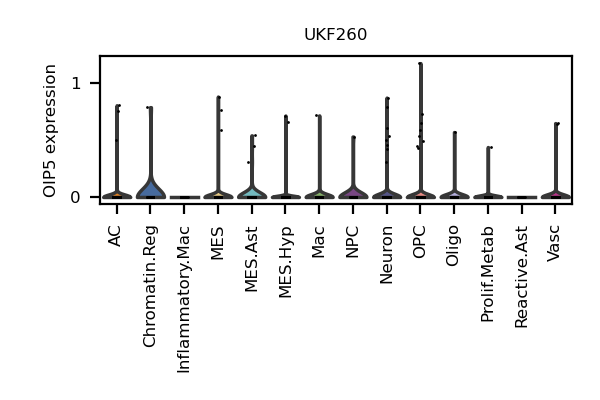 UKF260
OIP5 expression
1
0
AC
Chromatin.Reg
Inflammatory.Mac
MES
MES.Ast
MES.Hyp
Mac
NPC
Neuron
OPC
Oligo
Prolif.Metab
Reactive.Ast
Vasc